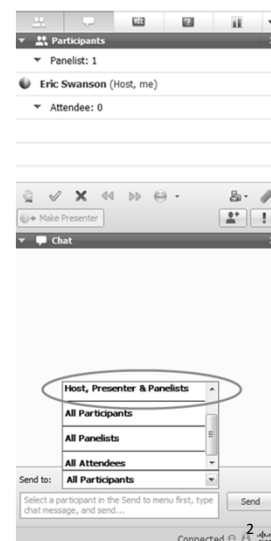 Participants
Panelist: 1
Eric Swanson (Host, me)
Attendee: 0
Make Presenter
Chat
Host, Presenter & Panelists
All Participants
All Panelists
All Attendees
Send to: All Participants
Select a participant in the Send to menu first, type
chat message, and send...
Send
2
Connected